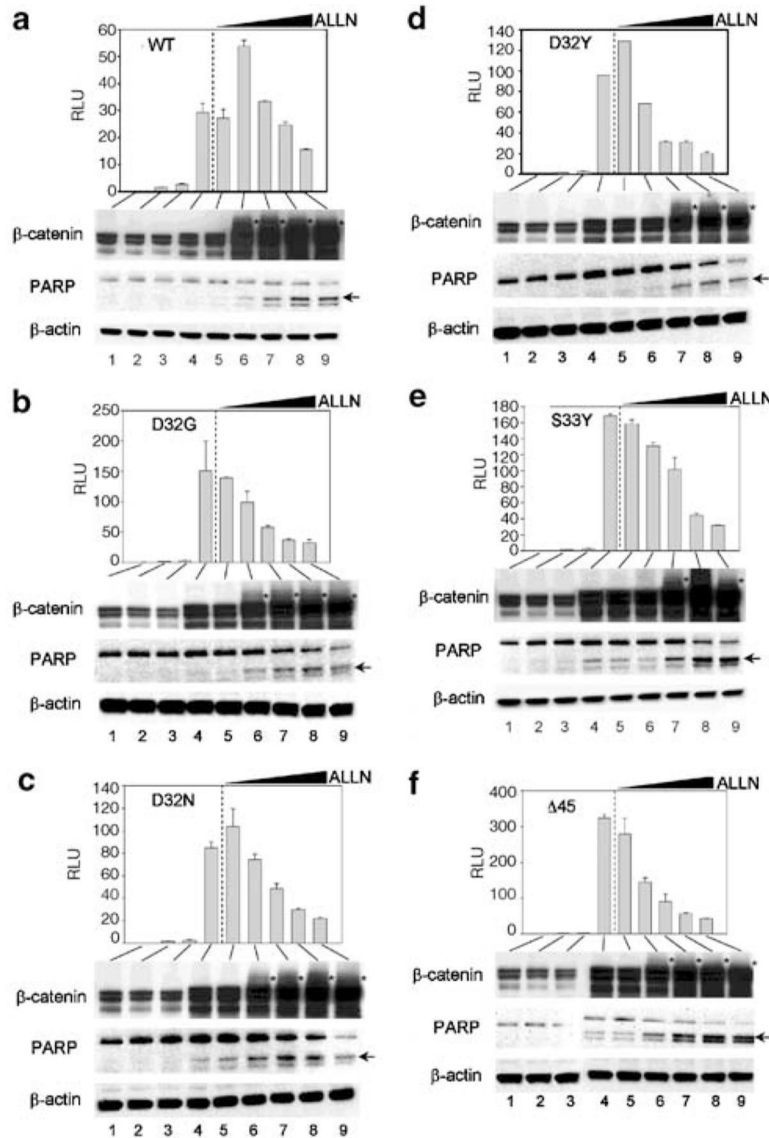 a
ALLN
WT
RLU
60
50
40
30
20
10
0
β-catenin
PARP
β-actin
1 2 3 4 5 6 7 8 9
b
ALLN
D32G
RLU
250
200
150
100
50
0
β-catenin
PARP
β-actin
1 2 3 4 5 6 7 8 9
c
ALLN
D32N
RLU
140
120
100
80
60
40
20
0
β-catenin
PARP
β-actin
1 2 3 4 5 6 7 8 9
d
ALLN
D32Y
RLU
140
120
100
80
60
40
20
0
β-catenin
PARP
β-actin
1 2 3 4 5 6 7 8 9
e
ALLN
S33Y
RLU
180
160
140
120
100
80
60
40
20
0
β-catenin
PARP
β-actin
1 2 3 4 5 6 7 8 9
f
ALLN
Δ45
RLU
400
300
200
100
0
β-catenin
PARP
β-actin
1 2 3 4 5 6 7 8 9